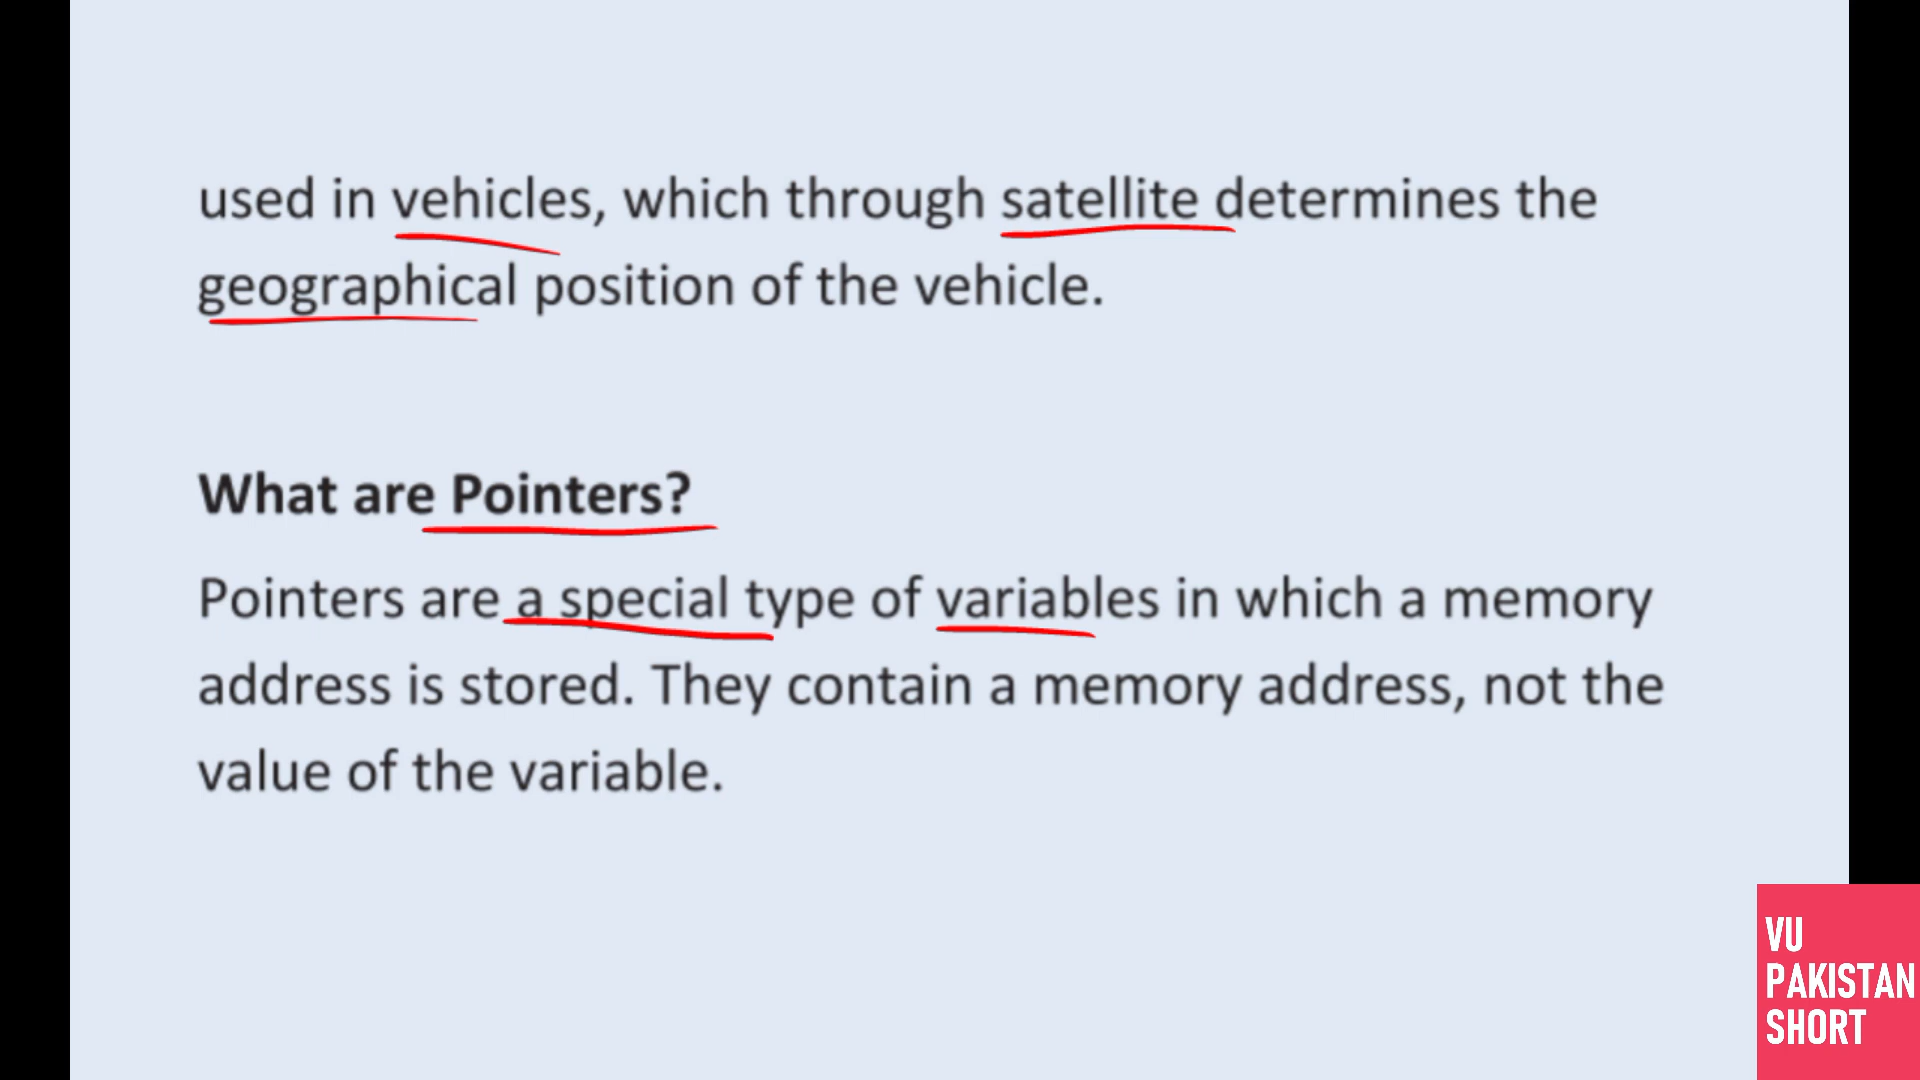 used in vehicles, which through satellite determines the
geographical position of the vehicle.
What are Pointers?
Pointers are a special type of variables in which a memory
address is stored. They contain a memory address, not the
value of the variable.
VU
PAKISTAN
SHORT